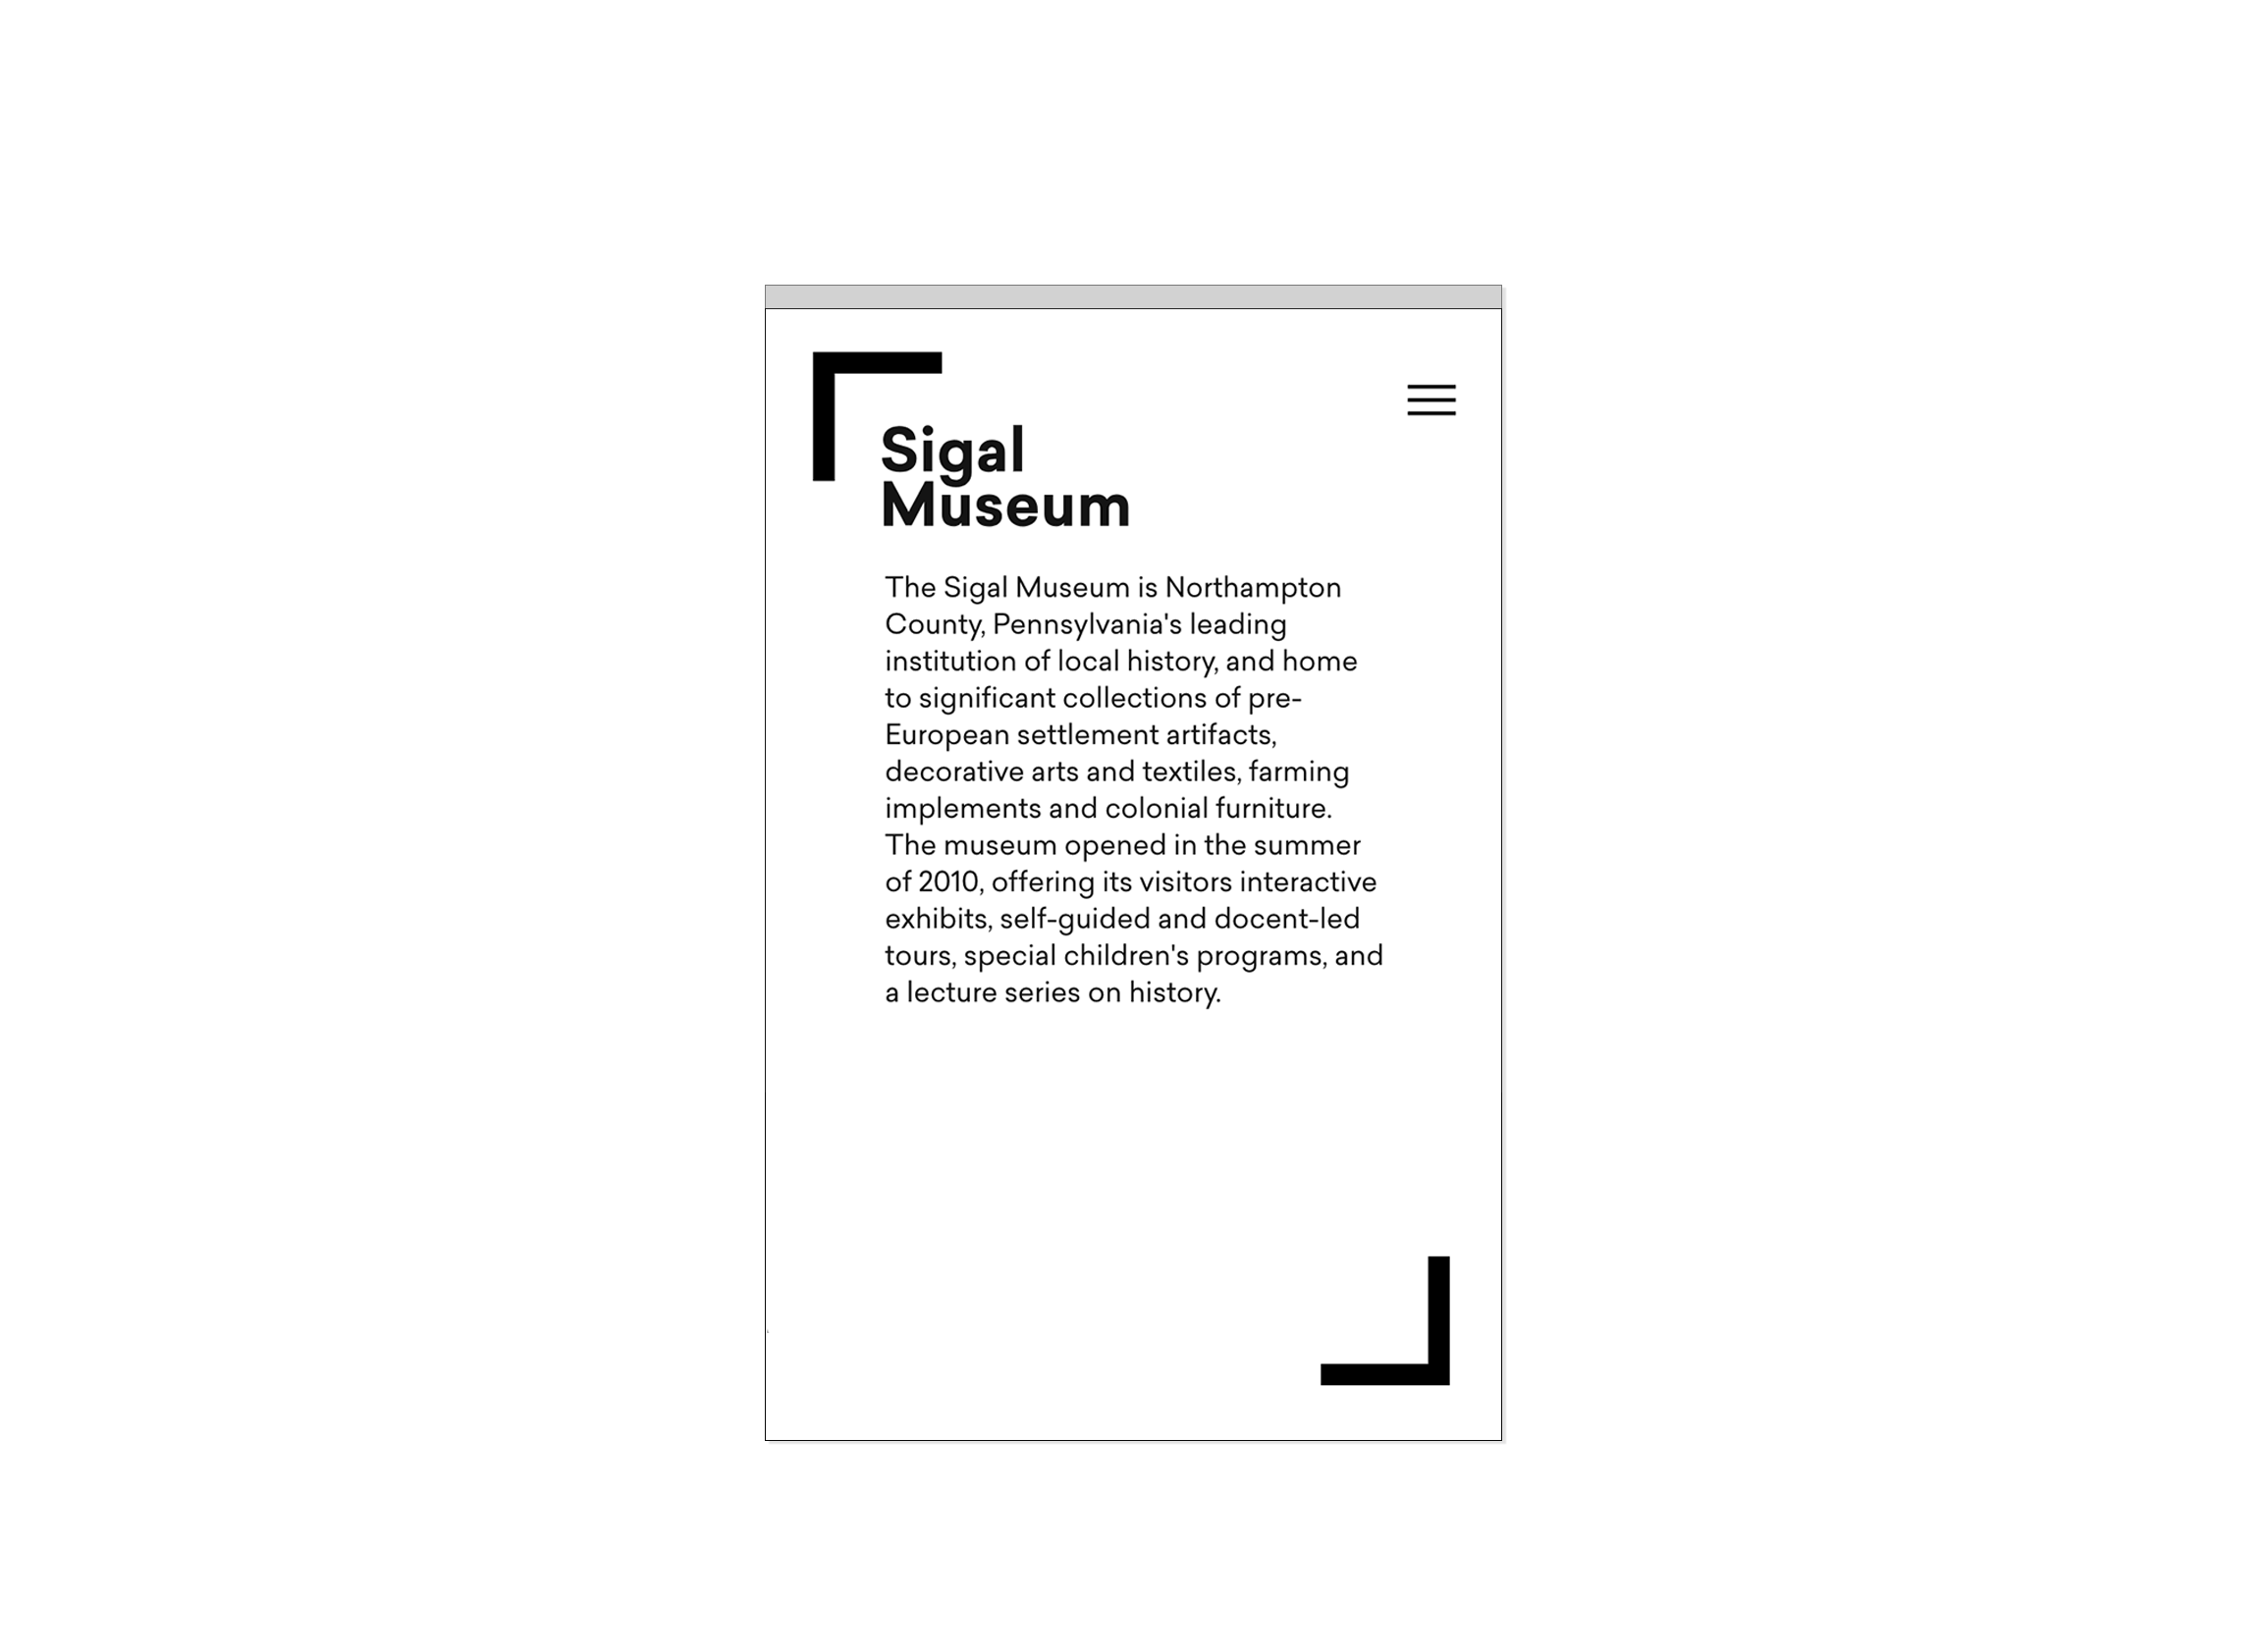 Sigal
Museum
The Sigal Museum is Northampton
County, Pennsylvania's leading
institution of local history, and home
to significant collections of pre-
European settlement artifacts,
decorative arts and textiles, farming
implements and colonial furniture.
The museum opened in the summer
of 2010, offering its visitors interactive
exhibits, self-guided and docent-led
tours, special children's programs, and
a lecture series on history.